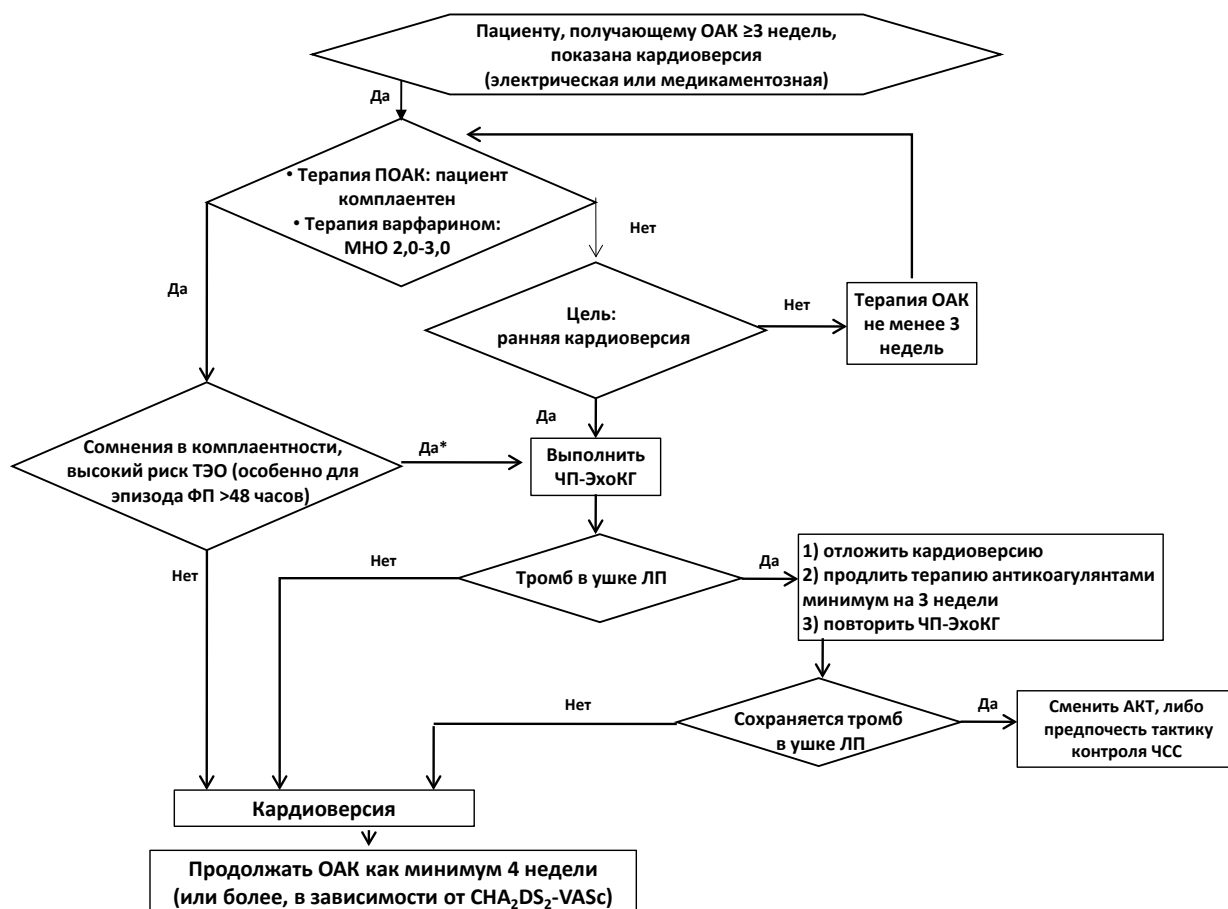 Пациенту, получающему ОАК ≥3 недель,
показана кардиоверсия
(электрическая или медикаментозная)
Да
• Терапия ПОАК: пациент
комплаентен
• Терапия варфарином:
МНО 2,0-3,0
Нет
Да
Цель:
ранняя кардиоверсия
Нет
Терапия ОАК
не менее 3
недель
Да
Сомнения в комплаентности,
высокий риск ТЭО (особенно для
эпизода ФП >48 часов)
Да*
Выполнить
ЧП-ЭхоКГ
Нет
Нет
Тромб в ушке ЛП
Да
1) отложить кардиоверсию
2) продлить терапию антикоагулянтами
минимум на 3 недели
3) повторить ЧП-ЭхоКГ
Нет
Сохраняется тромб
в ушке ЛП
Да
Сменить АКТ, либо
предпочесть тактику
контроля ЧСС
Кардиоверсия
Продолжать ОАК как минимум 4 недели
(или более, в зависимости от CHA₂DS₂-VASc)